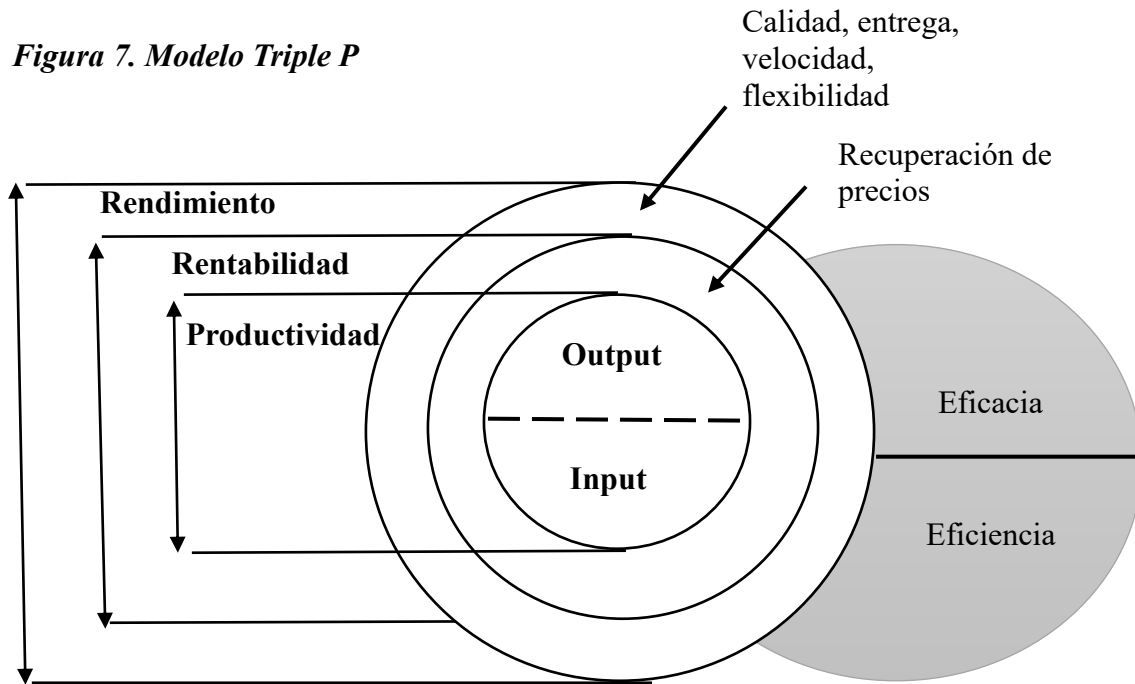 Figura 7. Modelo Triple P
Calidad, entrega,
velocidad,
flexibilidad
Recuperación de
precios
Rendimiento
Rentabilidad
Productividad
Output
Input
Eficacia
Eficiencia